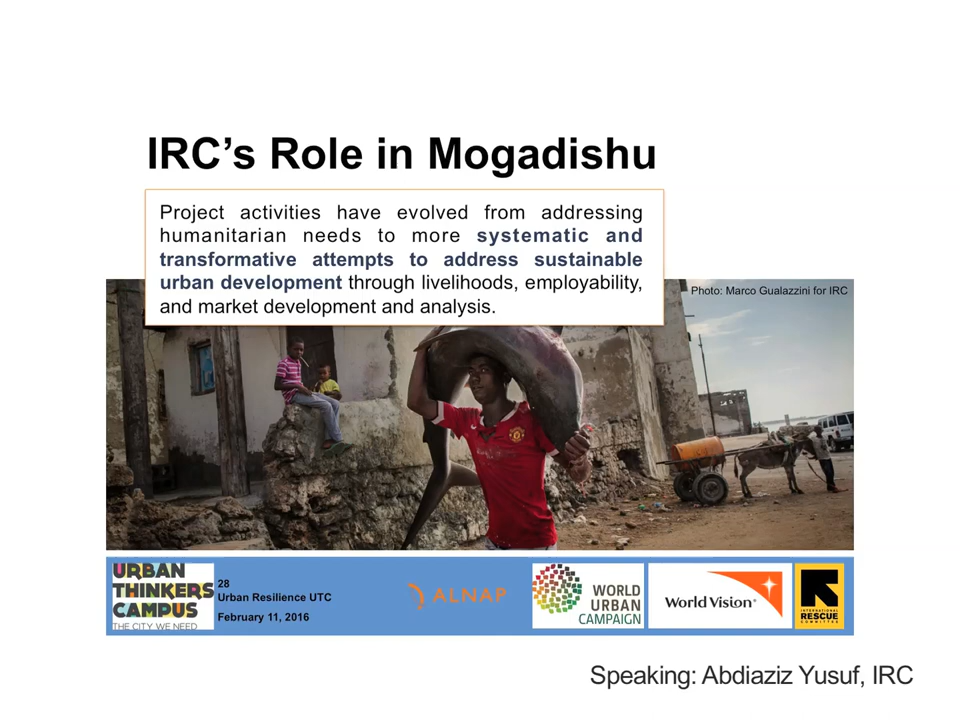 IRC’s Role in Mogadishu
Project activities have evolved from addressing
humanitarian needs to more systematic and
transformative attempts to address sustainable
urban development through livelihoods, employability,
and market development and analysis.
Photo: Marco Gualazzini for IRC
URBAN
THINKERS
CAMPUS
THE CITY WE NEED
28
Urban Resilience UTC
February 11, 2016
ALNAP
WORLD
URBAN
CAMPAIGN
World Vision
INTERNATIONAL
RESCUE
COMMITTEE
Speaking: Abdiaziz Yusuf, IRC